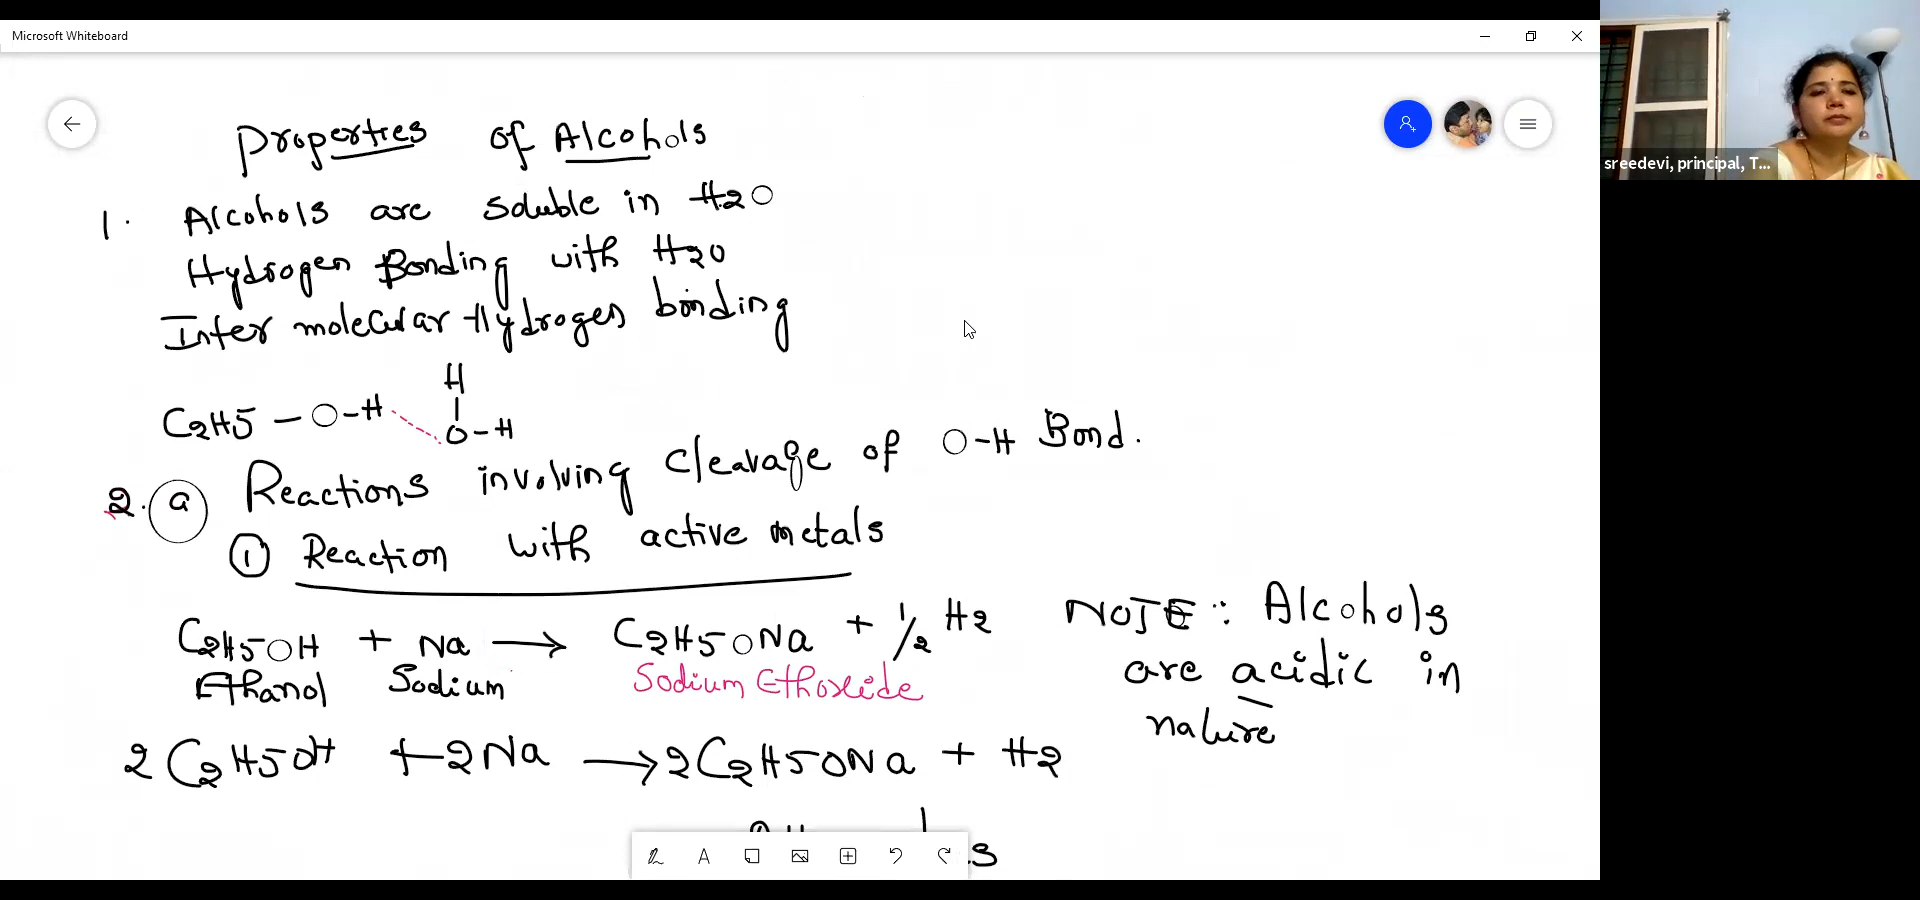 Microsoft Whiteboard
Properties of Alcohols
1. Alcohols are soluble in H2O
Hydrogen Bonding with H2O
Inter molecular Hydrogen bonding
H
C2H5 - O-H O-H
2. a Reactions involving cleavage of O-H Bond.
1 Reaction with active metals
C2H5OH + Na → C2H5ONa + 1/2 H2
Ethanol Sodium Sodium Ethoxide
2C2H5OH + 2Na → 2C2H5ONa + H2
NOTE: Alcohols
are acidic in
nature
sreedevi, principal, T...